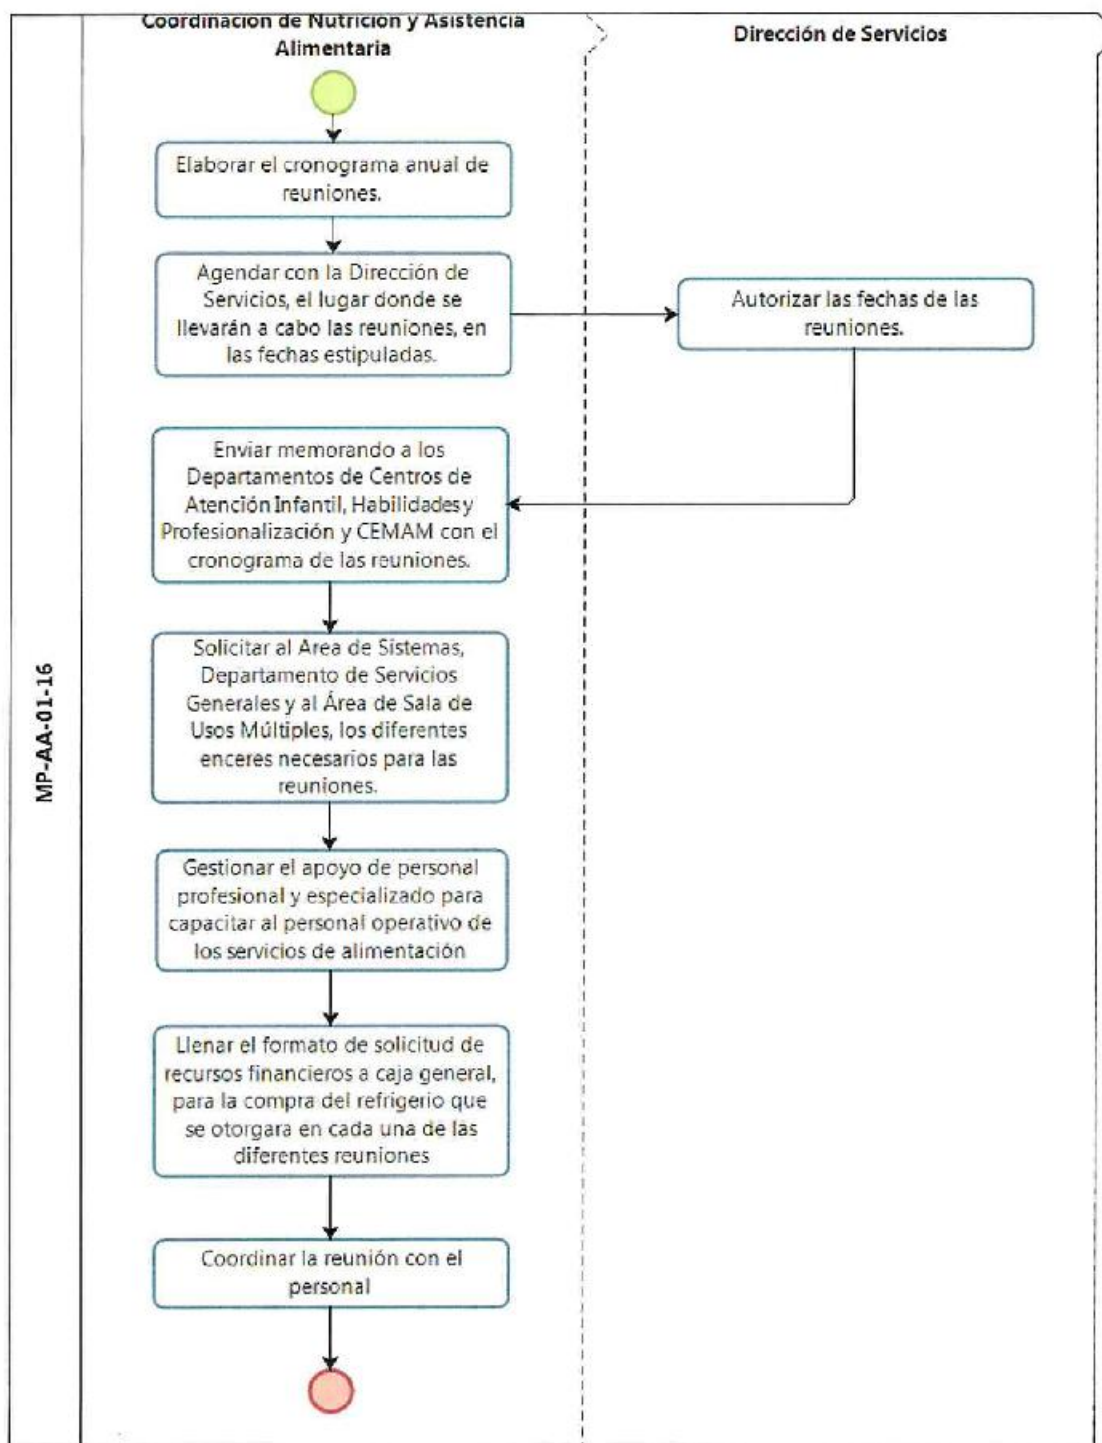 Coordinación de Nutrición y Asistencia
Alimentaria
Dirección de Servicios
Elaborar el cronograma anual de
reuniones.
Agendar con la Dirección de
Servicios, el lugar donde se
llevarán a cabo las reuniones, en
las fechas estipuladas.
Autorizar las fechas de las
reuniones.
Enviar memorando a los
Departamentos de Centros de
Atención Infantil, Habilidades y
Profesionalización y CEMAM con el
cronograma de las reuniones.
Solicitar al Area de Sistemas,
Departamento de Servicios
Generales y al Área de Sala de
Usos Múltiples, los diferentes
enceres necesarios para las
reuniones.
MP-AA-01-16
Gestionar el apoyo de personal
profesional y especializado para
capacitar al personal operativo de
los servicios de alimentación
Llenar el formato de solicitud de
recursos financieros a caja general,
para la compra del refrigerio que
se otorgara en cada una de las
diferentes reuniones
Coordinar la reunión con el
personal